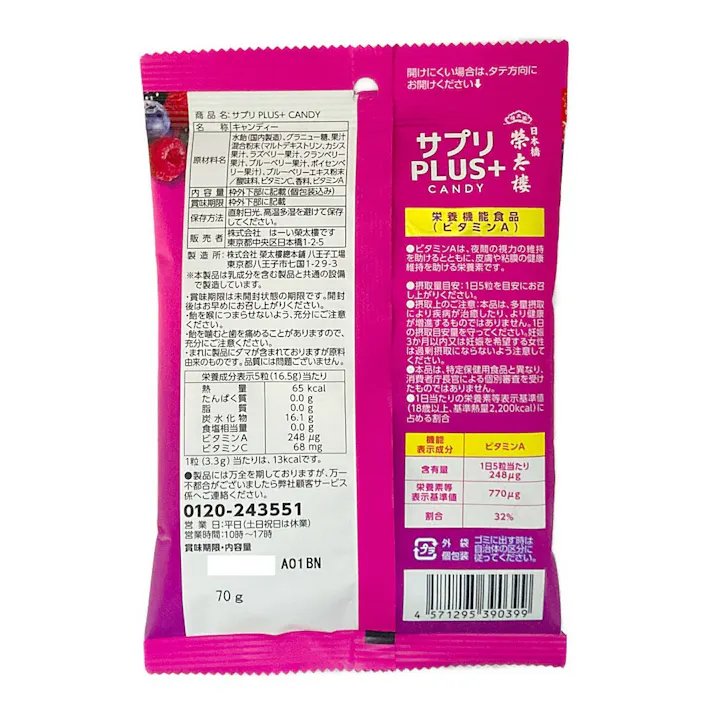 商品名:サプリ PLUS+ CANDY
名称 キャンディー
原材料名 水飴(国内製造)、グラニュー糖、果汁
混合粉末(マルトデキストリン、カシス
果汁、ラズベリー果汁、クランベリー
果汁、ブルーベリー果汁、ボイセンベ
リー果汁)、ブルーベリーエキス粉末
/酸味料、ビタミンC、香料、ビタミンA
内容量 枠外下部に記載(個包装込み)
賞味期限 枠外下部に記載
保存方法 直射日光、高温多湿を避けて保存
してください。
販売者 株式会社 はーい榮太樓です
東京都中央区日本橋1-2-5
製造所:株式会社榮太樓總本鋪 八王子工場
東京都八王子市七国1-29-3
※本製品は乳成分を含む製品と共通の設備
で製造しています。
・賞味期限は未開封状態の期限です。開封
後はお早めにお召し上がりください。
・飴を喉につまらせないよう、充分にご注意
ください。
・飴を噛むと歯を痛めることがありますので、
充分にご注意ください。
・まれに製品にダマが含まれておりますが原料
由来のものです。品質には問題ございません。
栄養成分表示5粒(16.5g)当たり
熱量 65 kcal
たんぱく質 0.0 g
脂質 0.0 g
炭水化物 16.1 g
食塩相当量 0.0 g
ビタミンA 248 μg
ビタミンC 68 mg
1粒(3.3g)当たりは、13kcalです。
●製品には万全を期しておりますが、万一
不都合がございましたら弊社顧客サービス
係へご連絡ください。
0120-243551
営業日:平日(土日祝日は休業)
営業時間:10時〜17時
賞味期限・内容量
A01BN
70g
開けにくい場合は、タテ方向に
お開けください⬇
日本橋
榮太樓
サプリ
PLUS+
CANDY
栄養機能食品
(ビタミンA)
●ビタミンAは、夜間の視力の維持
を助けるとともに、皮膚や粘膜の健康
維持を助ける栄養素です。
●摂取量目安:1日5粒を目安にお召
し上がりください。
●摂取上のご注意:本品は、多量摂取
により疾病が治癒したり、より健康
が増進するものではありません。1日
の摂取目安量を守ってください。妊娠
3か月以内又は妊娠を希望する女性
は過剰摂取にならないよう注意して
ください。
●本品は、特定保健用食品と異なり、
消費者庁長官による個別審査を受け
たものではありません。
●1日当たりの栄養素等表示基準値
(18歳以上、基準熱量2,200kcal)に
占める割合
機能
表示成分 ビタミンA
含有量 1日5粒当たり
248μg
栄養素等
表示基準値 770μg
割合 32%
プラ
外袋
個包装
ゴミに出す時は
自治体の区分に
従ってください。
4 571295 390399